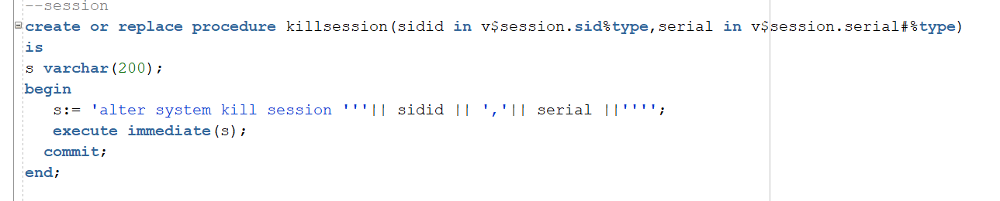 --session
create or replace procedure killsession(sidid in v$session.sid%type,serial in v$session.serial#%type)
is
s varchar(200);
begin
   s:= 'alter system kill session '''|| sidid || ','|| serial ||'''';
   execute immediate(s);
  commit;
end;